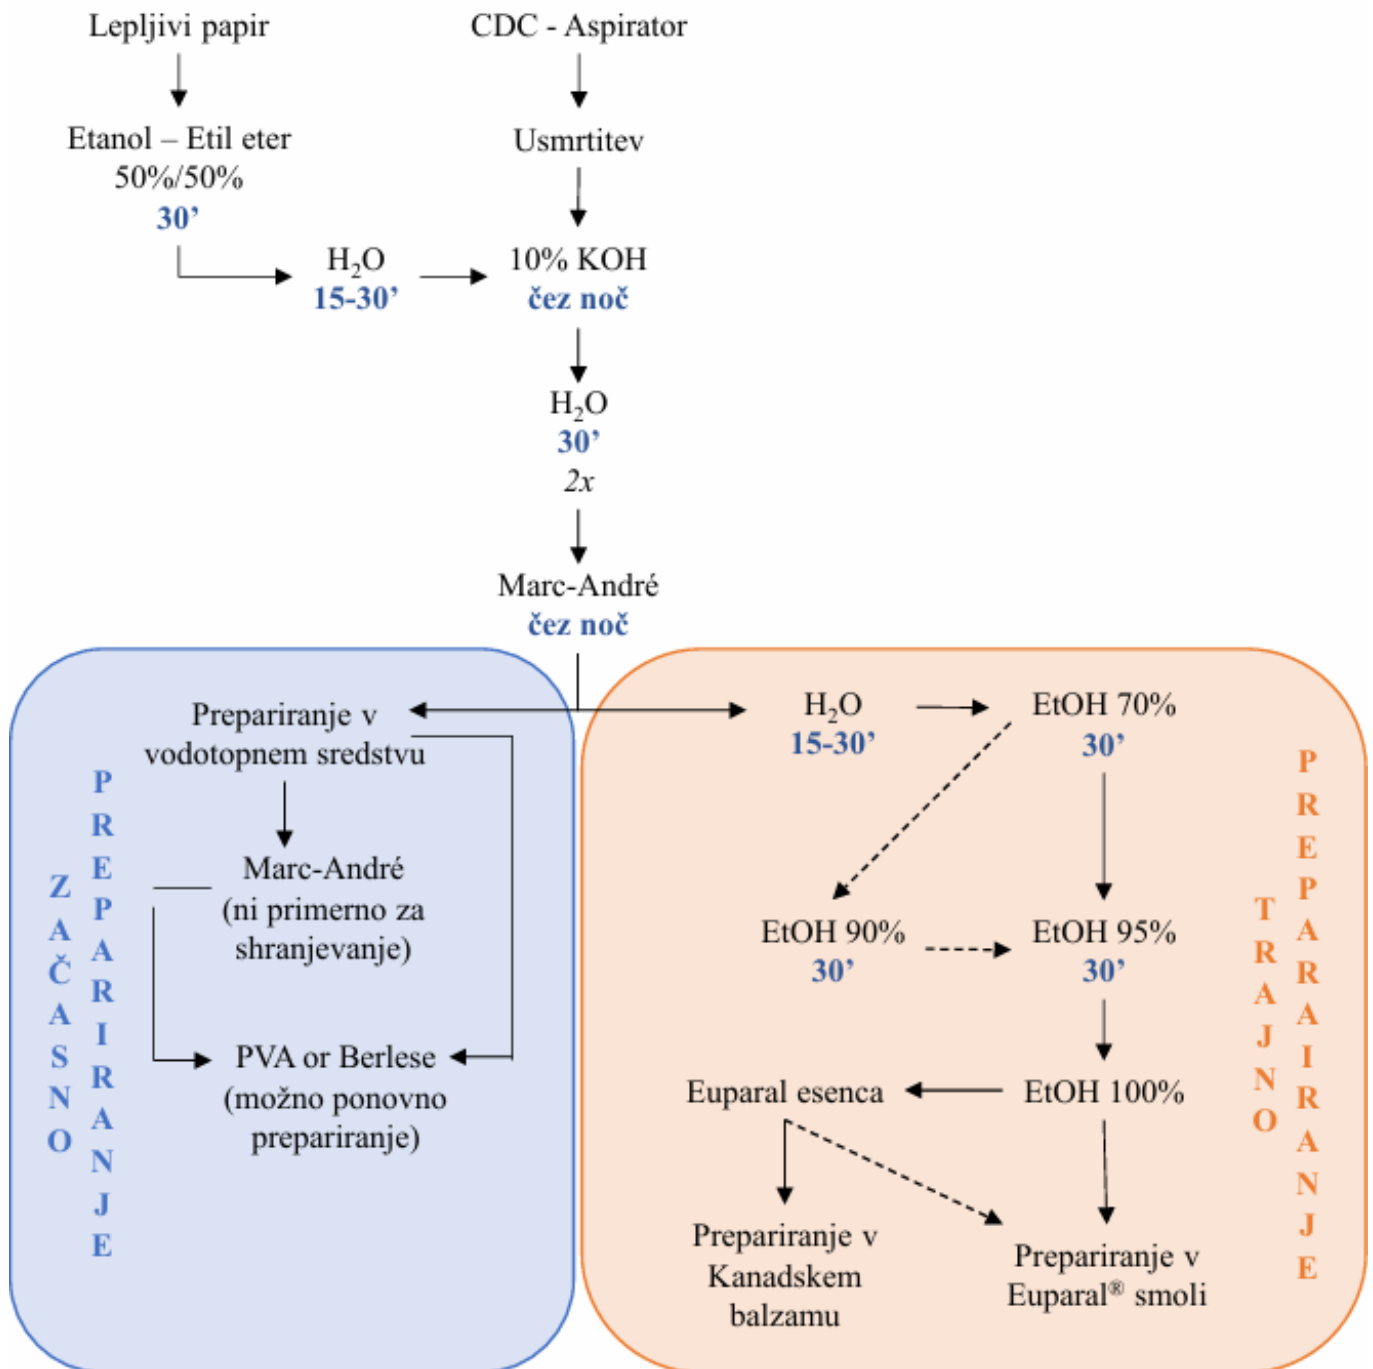 Lepljivi papir
CDC - Aspirator
Etanol – Etil eter
50%/50%
30’
Usmrtitev
H₂O
15-30’
10% KOH
čez noč
H₂O
30’
2x
Marc-André
čez noč
Prepariranje v
vodotopnem sredstvu
Marc-André
(ni primerno za
shranjevanje)
PVA or Berlese
(možno ponovno
prepariranje)
ZAČASNO
PREPARIRANJE
H₂O
15-30’
EtOH 70%
30’
EtOH 90%
30’
EtOH 95%
30’
Euparal esenca
EtOH 100%
Prepariranje v
Kanadskem
balzamu
Prepariranje v
Euparal® smoli
TRAJNO
PREPARAIRANJE